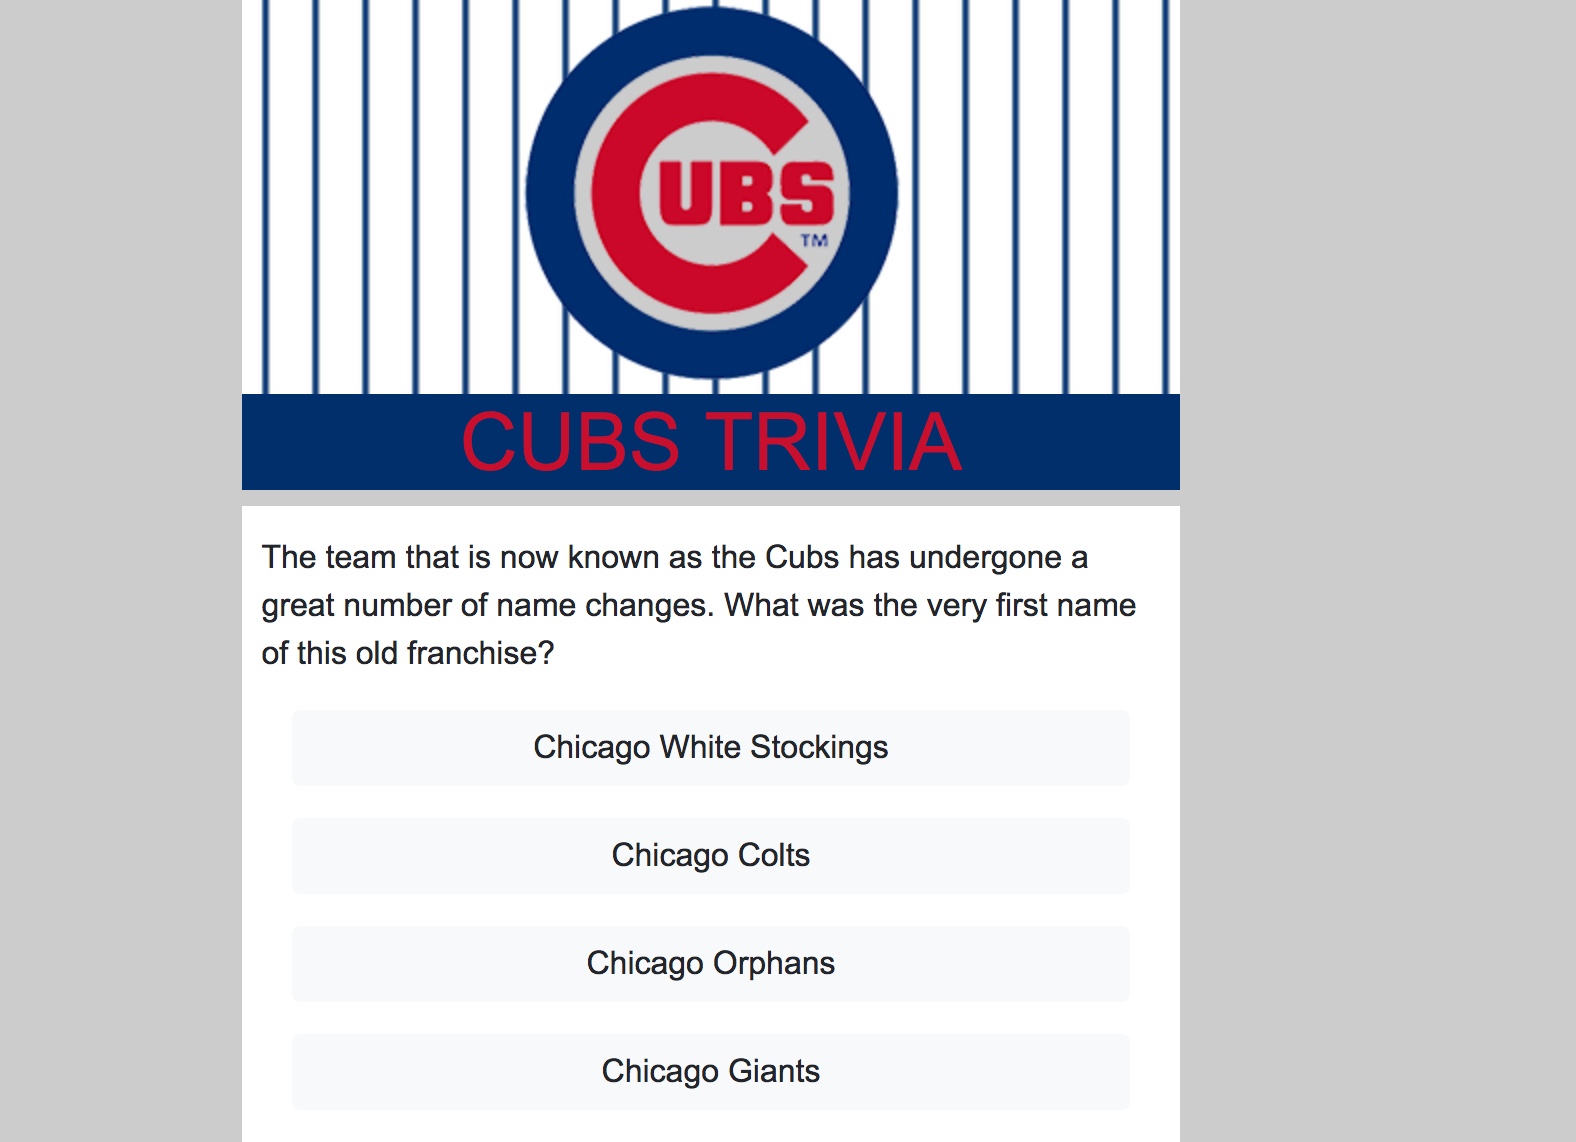 CUBS
TM
CUBS TRIVIA
The team that is now known as the Cubs has undergone a
great number of name changes. What was the very first name
of this old franchise?
Chicago White Stockings
Chicago Colts
Chicago Orphans
Chicago Giants